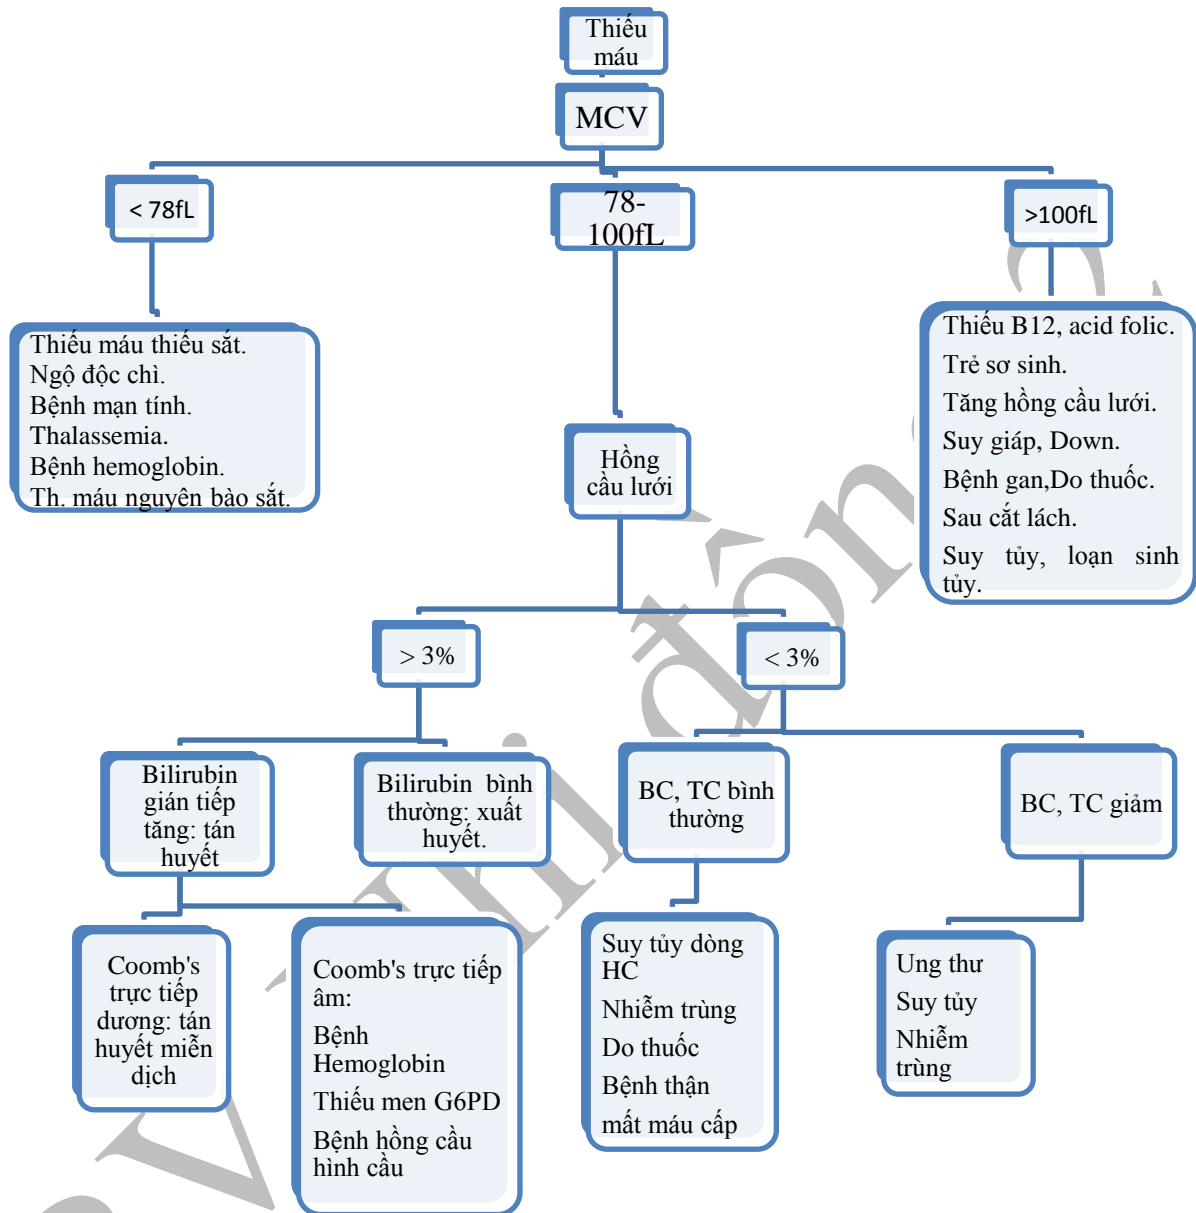 Thiếu
máu
MCV
< 78fL
78-
100fL
>100fL
Thiếu máu thiếu sắt.
Ngộ độc chì.
Bệnh mạn tính.
Thalassemia.
Bệnh hemoglobin.
Th. máu nguyên bào sắt.
Thiếu B12, acid folic.
Trẻ sơ sinh.
Tăng hồng cầu lưới.
Suy giáp, Down.
Bệnh gan,Do thuốc.
Sau cắt lách.
Suy tủy, loạn sinh
tủy.
Hồng
cầu lưới
> 3%
< 3%
Bilirubin
gián tiếp
tăng: tán
huyết
Bilirubin bình
thường: xuất
huyết.
BC, TC bình
thường
BC, TC giảm
Coomb's
trực tiếp
dương: tán
huyết miễn
dịch
Coomb's trực tiếp
âm:
Bệnh
Hemoglobin
Thiếu men G6PD
Bệnh hồng cầu
hình cầu
Suy tủy dòng
HC
Nhiễm trùng
Do thuốc
Bệnh thận
mất máu cấp
Ung thư
Suy tủy
Nhiễm
trùng